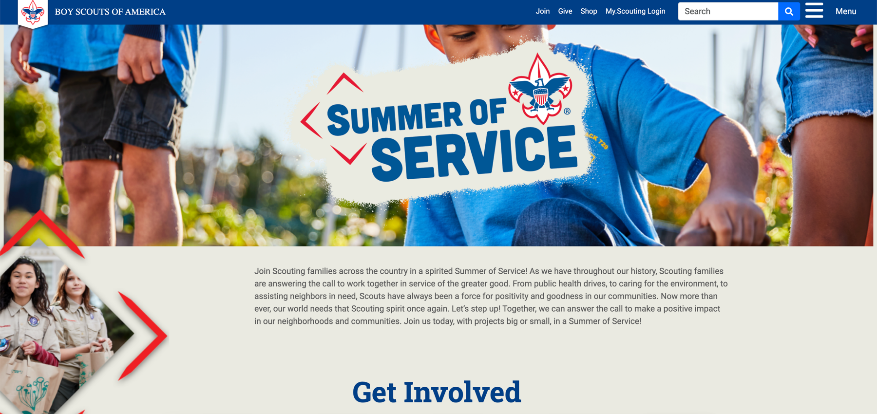 BOY SCOUTS OF AMERICA
Join Give Shop My.Scouting Login Search Menu
SUMMER OF
SERVICE
®
Join Scouting families across the country in a spirited Summer of Service! As we have throughout our history, Scouting families
are answering the call to work together in service of the greater good. From public health drives, to caring for the environment, to
assisting neighbors in need, Scouts have always been a force for positivity and goodness in our communities. Now more than
ever, our world needs that Scouting spirit once again. Let's step up! Together, we can answer the call to make a positive impact
in our neighborhoods and communities. Join us today, with projects big or small, in a Summer of Service!
Get Involved